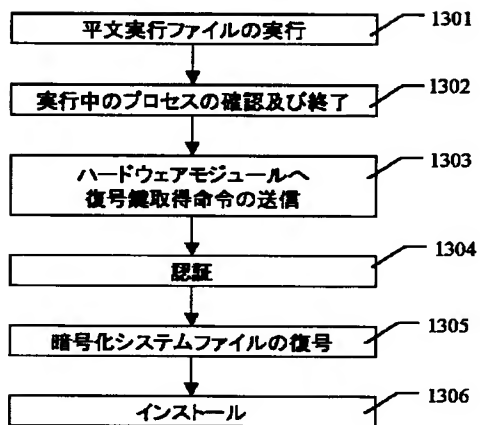 平文実行ファイルの実行
1301
実行中のプロセスの確認及び終了
1302
ハードウェアモジュールへ
復号鍵取得命令の送信
1303
認証
1304
暗号化システムファイルの復号
1305
インストール
1306